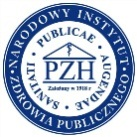 NARODOWY INSTYTUT
ZDROWIA PUBLICZNEGO
SANITATI PUBLICAE AUGENDAE
PZH
Założony w 1918 r